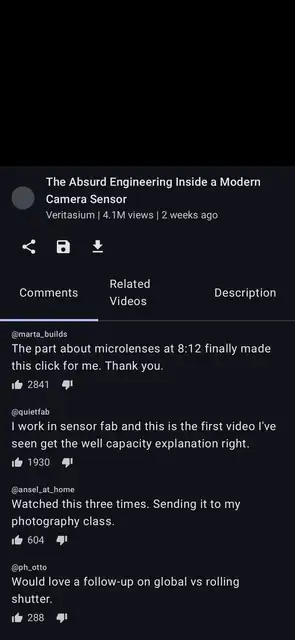 The Absurd Engineering Inside a Modern
Camera Sensor
Veritasium | 4.1M views | 2 weeks ago
Comments
Related
Videos
Description
@marta_builds
The part about microlenses at 8:12 finally made
this click for me. Thank you.
2841
@quietfab
I work in sensor fab and this is the first video I've
seen get the well capacity explanation right.
1930
@ansel_at_home
Watched this three times. Sending it to my
photography class.
604
@ph_otto
Would love a follow-up on global vs rolling
shutter.
288